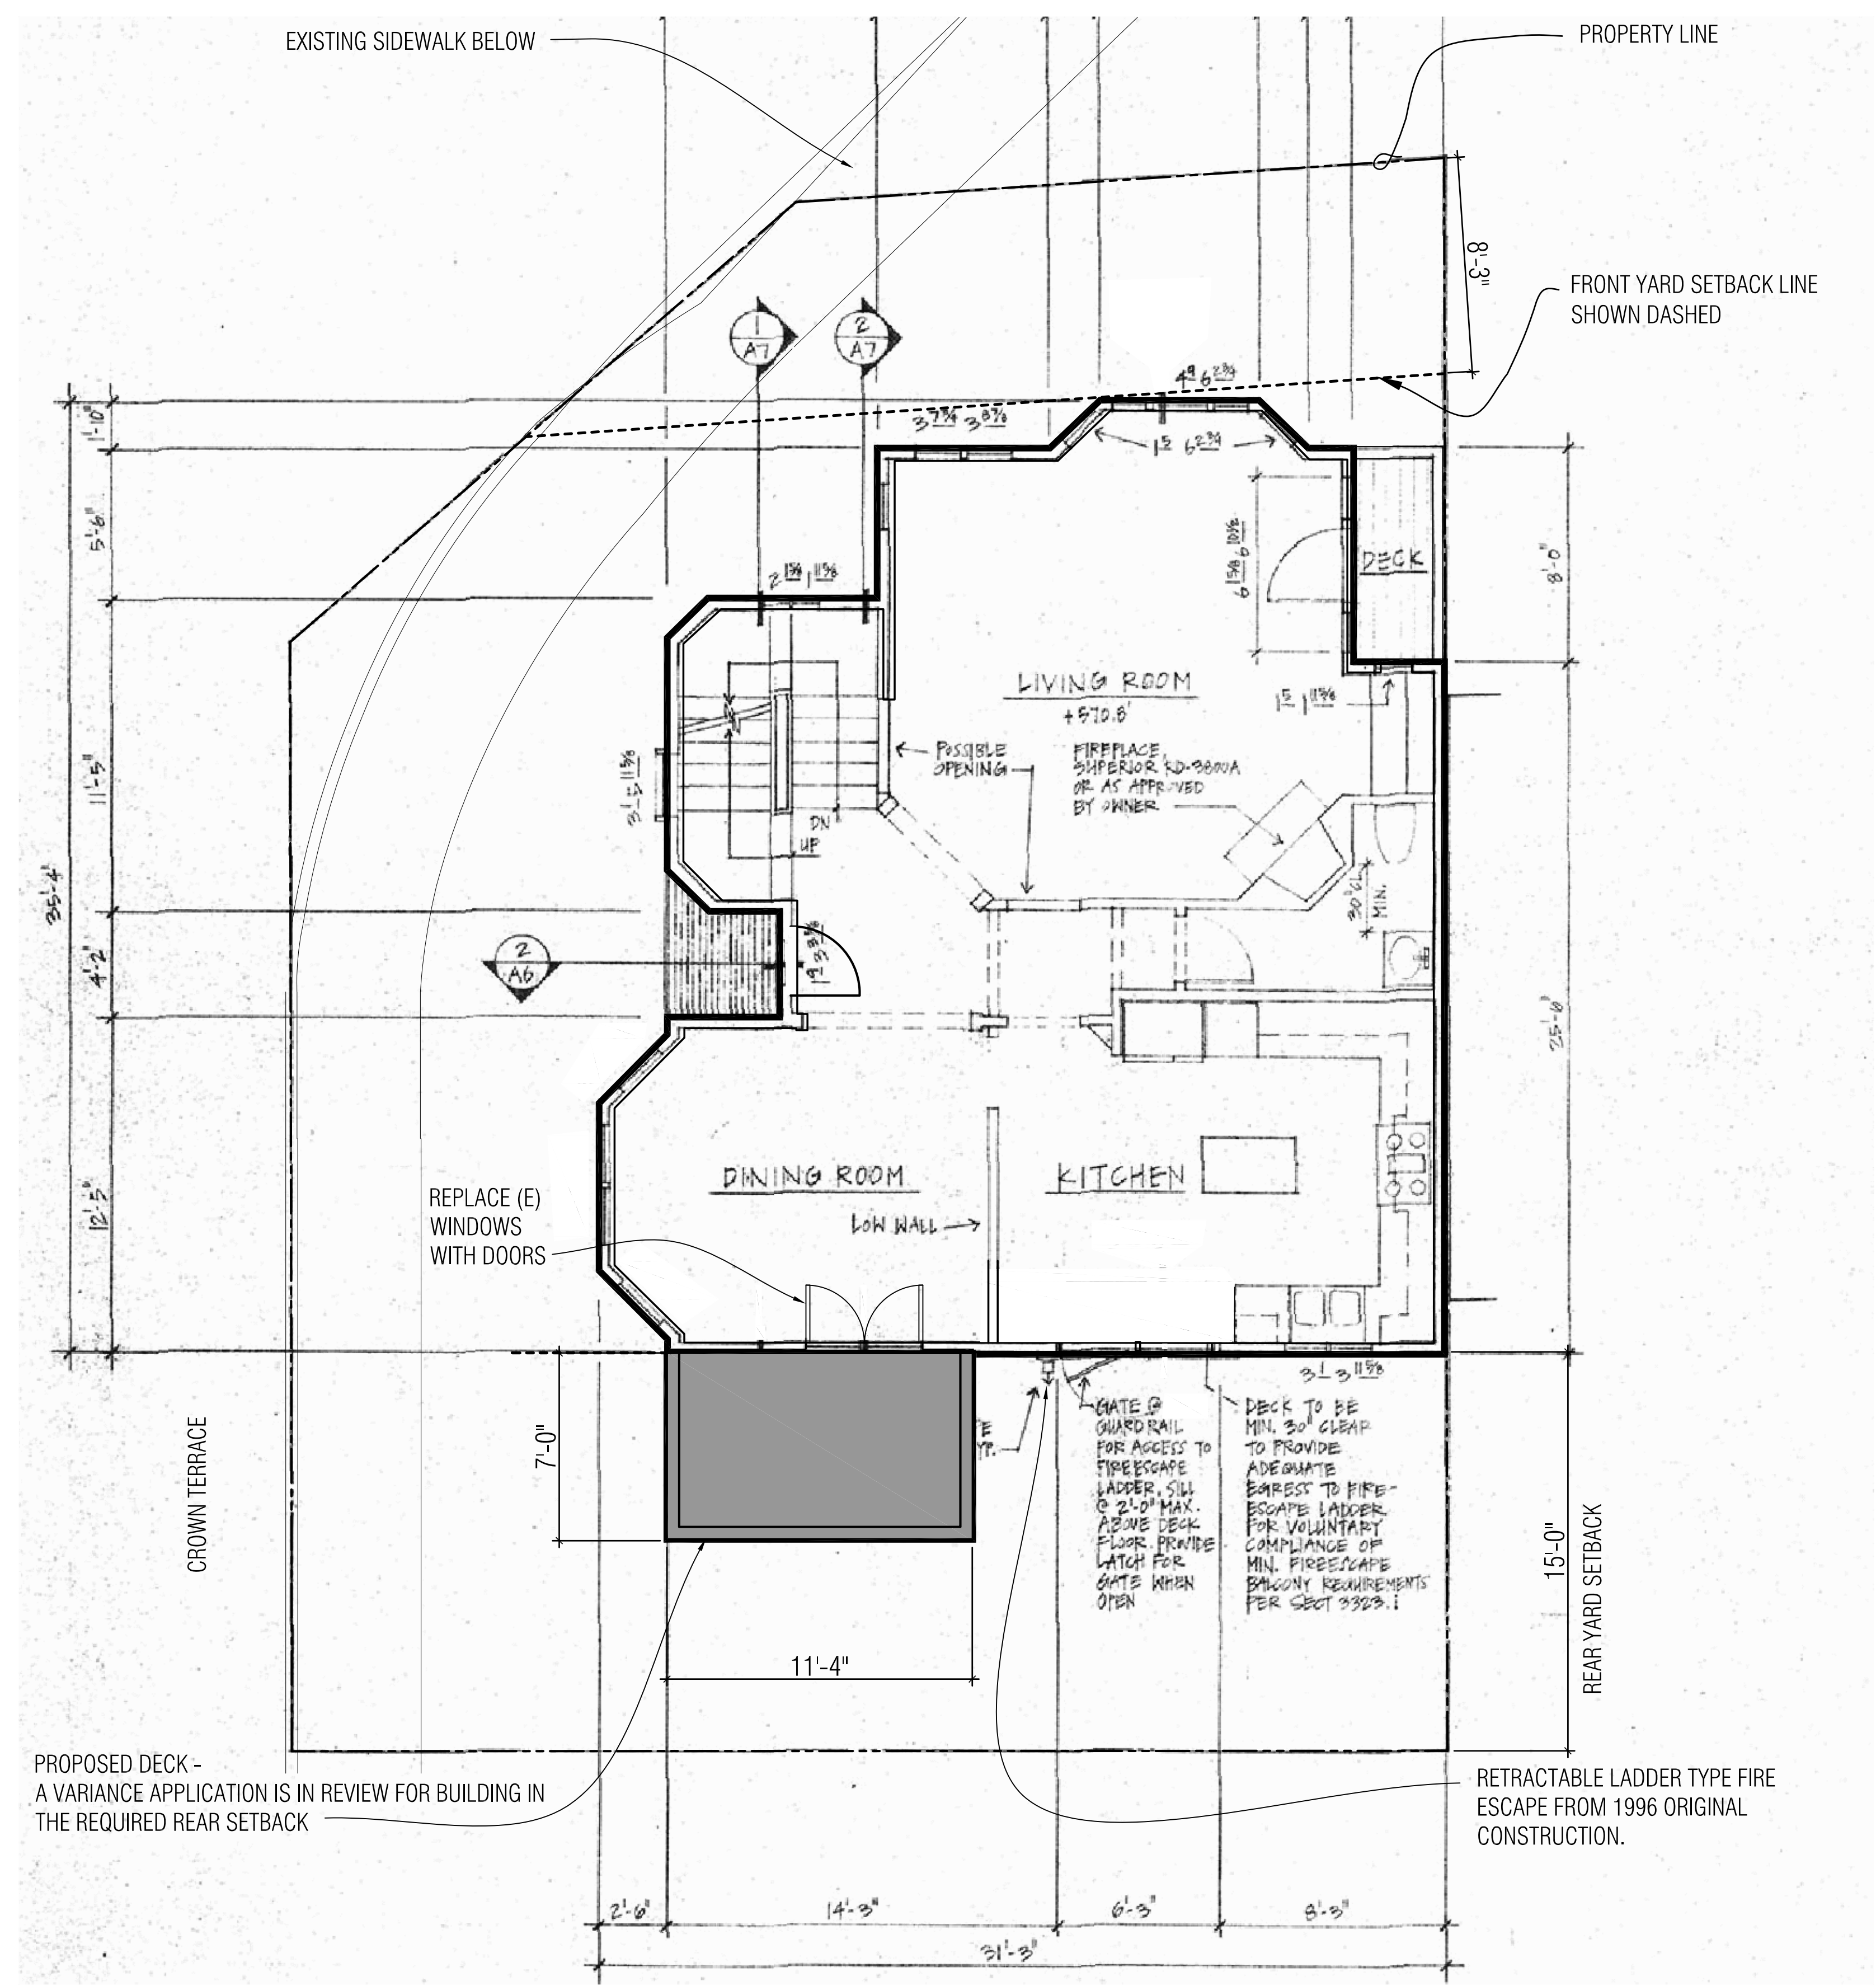 EXISTING SIDEWALK BELOW
PROPERTY LINE
8'-3"
FRONT YARD SETBACK LINE
SHOWN DASHED
1
A7
2
A7
1'-10"
5'-6"
11'-5"
35'-4"
4'-2"
12'-5"
DECK
8'-0"
LIVING ROOM
+570.8'
POSSIBLE
OPENING
FIREPLACE,
SUPERIOR RD-3800A
OR AS APPROVED
BY OWNER
DN
UP
30"
MIN.
2
A6
25'-6"
DINING ROOM
KITCHEN
LOW WALL
REPLACE (E)
WINDOWS
WITH DOORS
CROWN TERRACE
7'-0"
11'-4"
GATE @
GUARDRAIL
FOR ACCESS TO
FIRE ESCAPE
LADDER, SILL
@ 2'-0" MAX.
ABOVE DECK
FLOOR. PROVIDE
LATCH FOR
GATE WHEN
OPEN
DECK TO BE
MIN. 30" CLEAR
TO PROVIDE
ADEQUATE
EGRESS TO FIRE-
ESCAPE LADDER
FOR VOLUNTARY
COMPLIANCE OF
MIN. FIREESCAPE
BALCONY REQUIREMENTS
PER SECT 3323.1
15'-0"
REAR YARD SETBACK
PROPOSED DECK -
A VARIANCE APPLICATION IS IN REVIEW FOR BUILDING IN
THE REQUIRED REAR SETBACK
RETRACTABLE LADDER TYPE FIRE
ESCAPE FROM 1996 ORIGINAL
CONSTRUCTION.
2'-6"
14'-3"
6'-3"
8'-3"
31'-3"